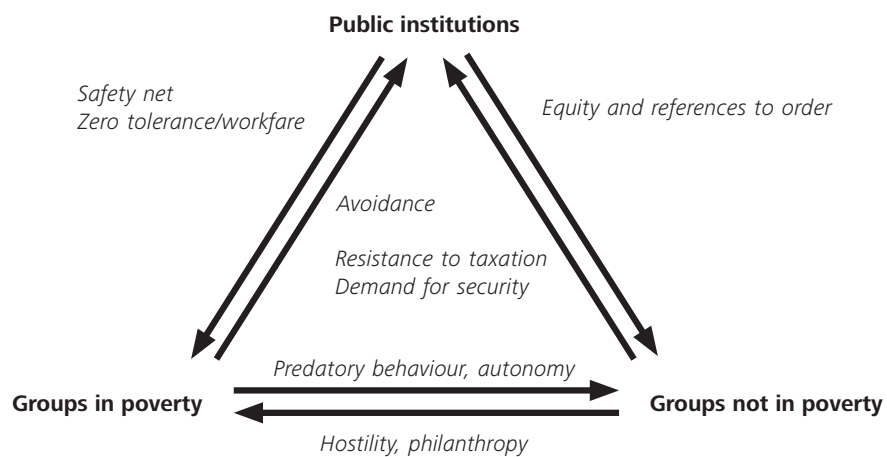 Public institutions
Safety net
Zero tolerance/workfare
Equity and references to order
Avoidance
Resistance to taxation
Demand for security
Predatory behaviour, autonomy
Groups in poverty
Groups not in poverty
Hostility, philanthropy